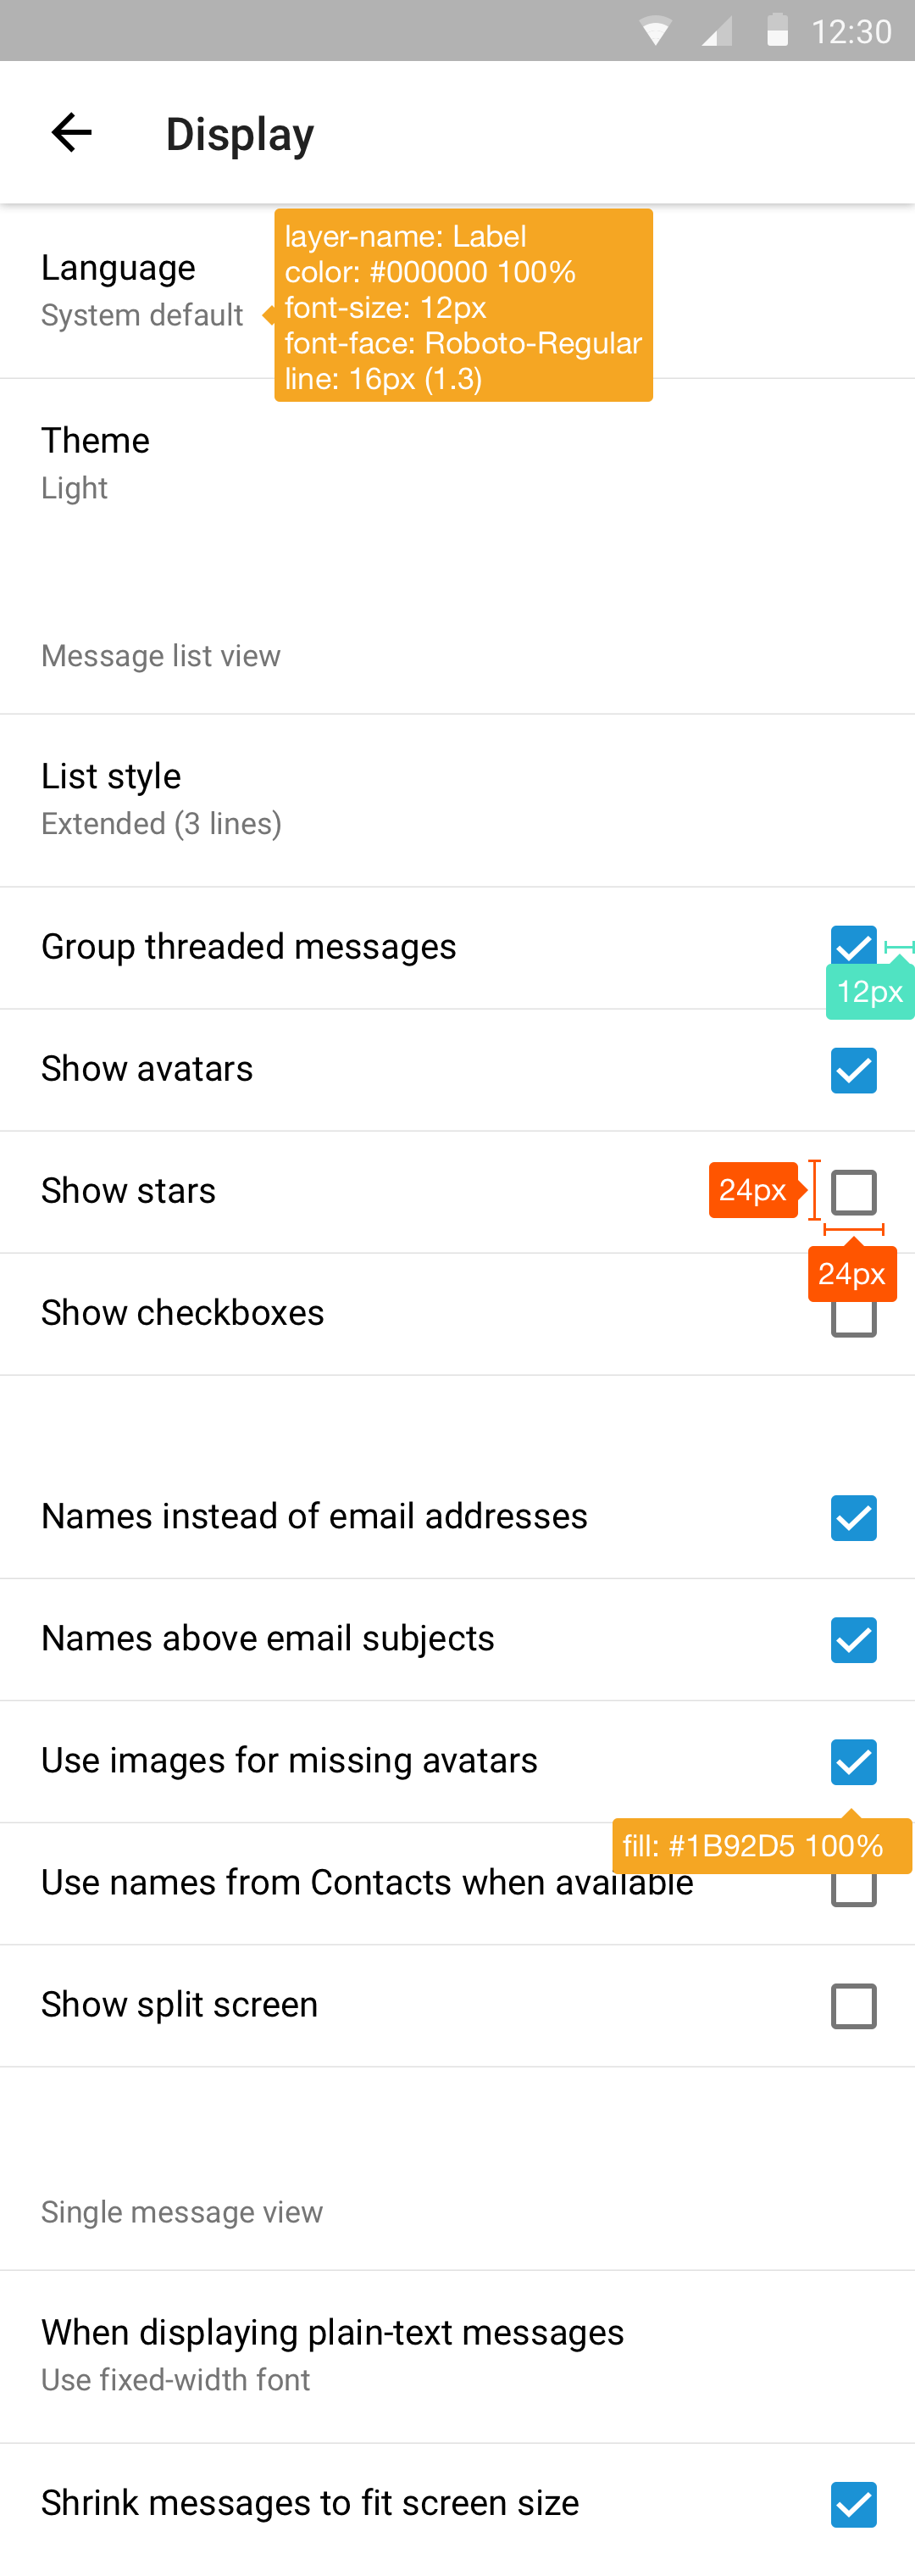 12:30
Display
Language
System default
layer-name: Label
color: #000000 100%
font-size: 12px
font-face: Roboto-Regular
line: 16px (1.3)
Theme
Light
Message list view
List style
Extended (3 lines)
Group threaded messages
12px
Show avatars
Show stars
24px
24px
Show checkboxes
Names instead of email addresses
Names above email subjects
Use images for missing avatars
fill: #1B92D5 100%
Use names from Contacts when available
Show split screen
Single message view
When displaying plain-text messages
Use fixed-width font
Shrink messages to fit screen size